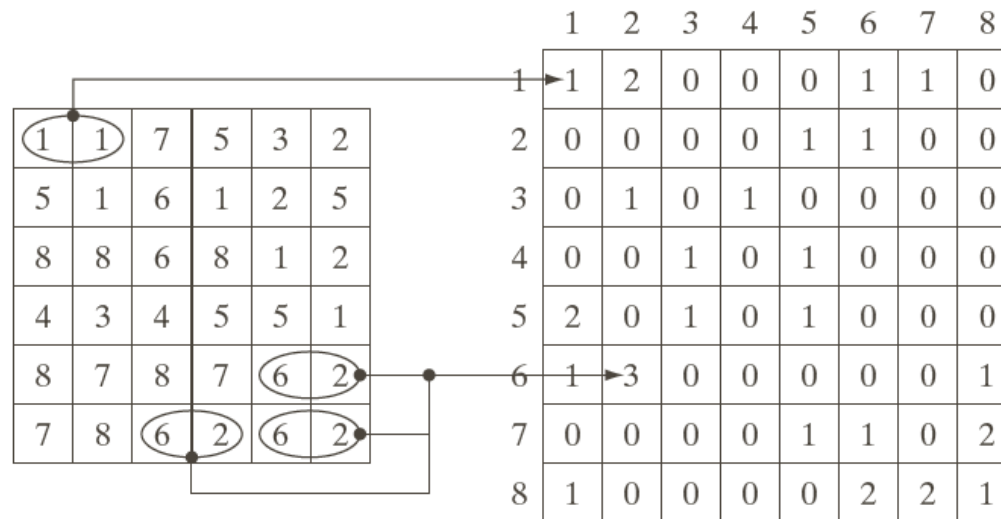 1 2 3 4 5 6 7 8
1 1 2 0 0 0 1 1 0
1 1 7 5 3 2
2 0 0 0 0 1 1 0 0
5 1 6 1 2 5
3 0 1 0 1 0 0 0 0
8 8 6 8 1 2
4 0 0 1 0 1 0 0 0
4 3 4 5 5 1
5 2 0 1 0 1 0 0 0
8 7 8 7 6 2
6 1 3 0 0 0 0 0 1
7 8 6 2 6 2
7 0 0 0 0 1 1 0 2
8 1 0 0 0 0 2 2 1